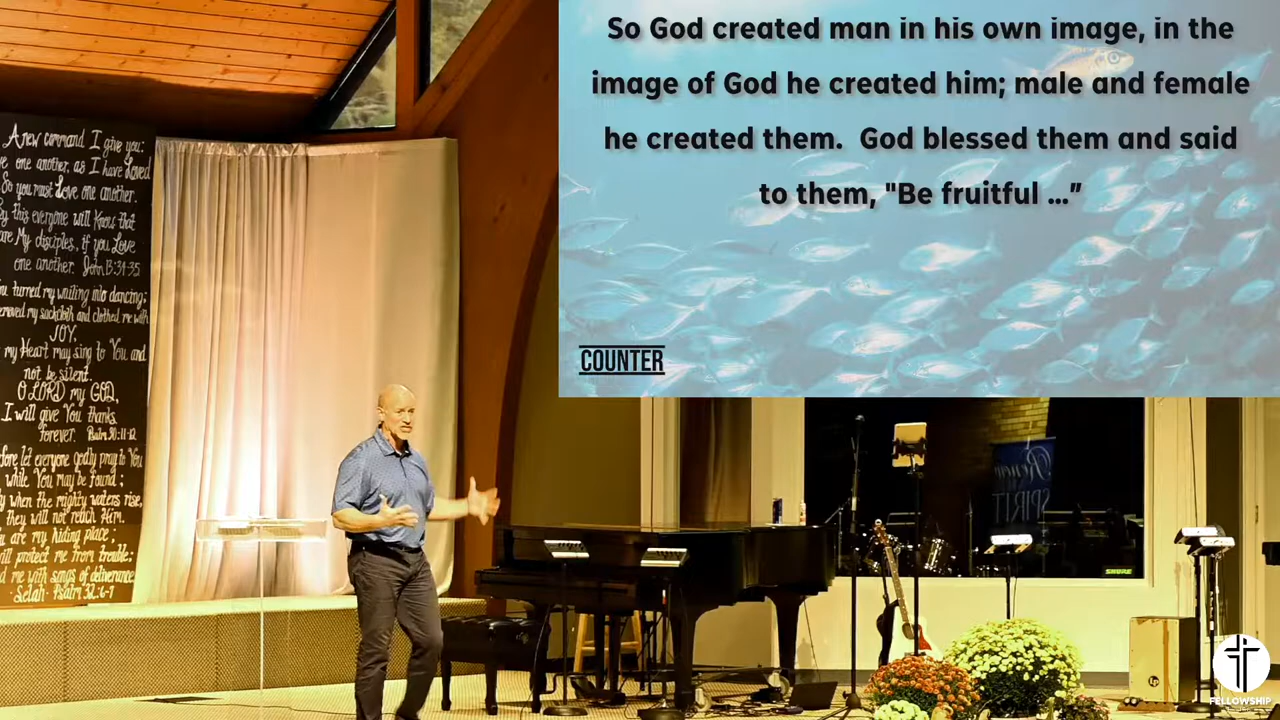 So God created man in his own image, in the
image of God he created him; male and female
he created them. God blessed them and said
to them, "Be fruitful ..."
COUNTER
A new command I give you:
one another, as I have Loved
So you must Love one another.
this everyone will Know that
are My disciples, if you Love
one another. John 13:34-35
turned my wailing into dancing;
my sackcloth and clothed me with
JOY,
my Heart may sing to You and
not be silent.
O LORD my GOD,
I will give You thanks
forever. Psalm 30:11-12
let everyone godly pray to You
while You may be found;
when the mighty waters rise,
they will not reach Him.
are my hiding place;
protect me from trouble;
me with songs of deliverance
-Selah- Psalm 32:6-7
SPIRIT
SHURE
FELLOWSHIP